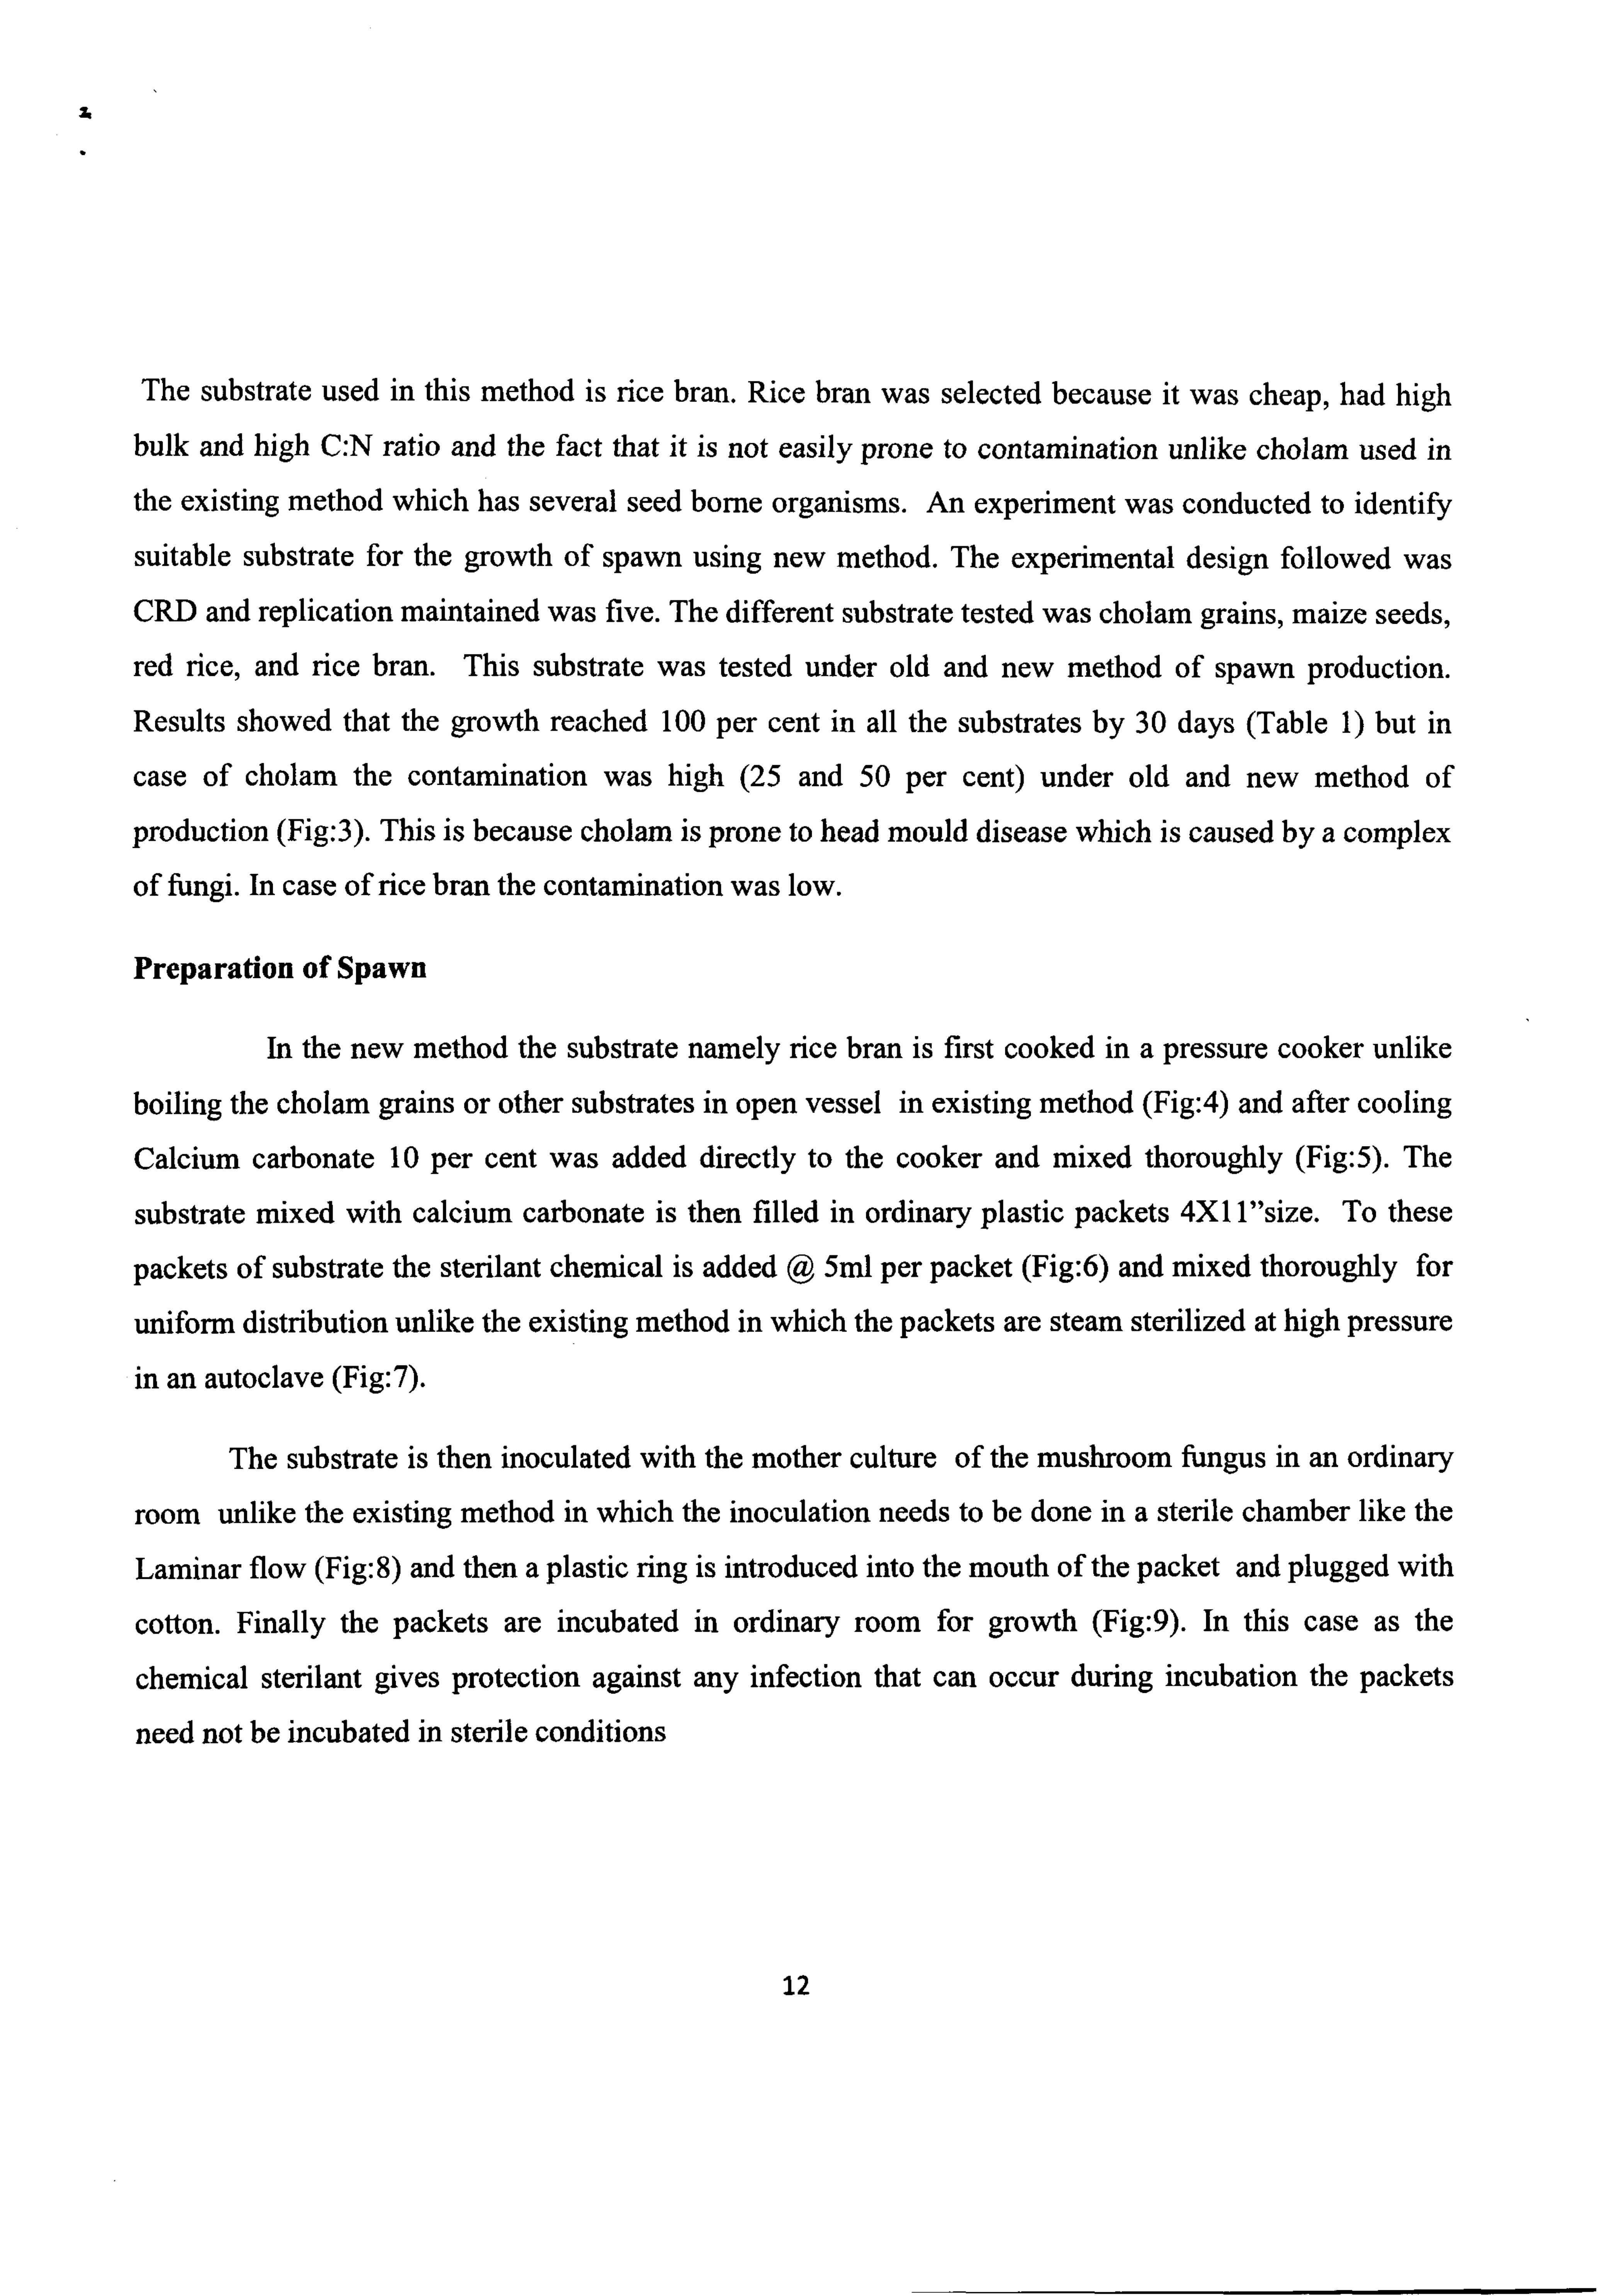 The substrate used in this method is rice bran. Rice bran was selected because it was cheap, had high
bulk and high C:N ratio and the fact that it is not easily prone to contamination unlike cholam used in
the existing method which has several seed borne organisms. An experiment was conducted to identify
suitable substrate for the growth of spawn using new method. The experimental design followed was
CRD and replication maintained was five. The different substrate tested was cholam grains, maize seeds,
red rice, and rice bran. This substrate was tested under old and new method of spawn production.
Results showed that the growth reached 100 per cent in all the substrates by 30 days (Table 1) but in
case of cholam the contamination was high (25 and 50 per cent) under old and new method of
production (Fig:3). This is because cholam is prone to head mould disease which is caused by a complex
of fungi. In case of rice bran the contamination was low.
Preparation of Spawn
In the new method the substrate namely rice bran is first cooked in a pressure cooker unlike
boiling the cholam grains or other substrates in open vessel in existing method (Fig:4) and after cooling
Calcium carbonate 10 per cent was added directly to the cooker and mixed thoroughly (Fig:5). The
substrate mixed with calcium carbonate is then filled in ordinary plastic packets 4X11”size. To these
packets of substrate the sterilant chemical is added @ 5ml per packet (Fig:6) and mixed thoroughly for
uniform distribution unlike the existing method in which the packets are steam sterilized at high pressure
in an autoclave (Fig:7).
The substrate is then inoculated with the mother culture of the mushroom fungus in an ordinary
room unlike the existing method in which the inoculation needs to be done in a sterile chamber like the
Laminar flow (Fig:8) and then a plastic ring is introduced into the mouth of the packet and plugged with
cotton. Finally the packets are incubated in ordinary room for growth (Fig:9). In this case as the
chemical sterilant gives protection against any infection that can occur during incubation the packets
need not be incubated in sterile conditions
12